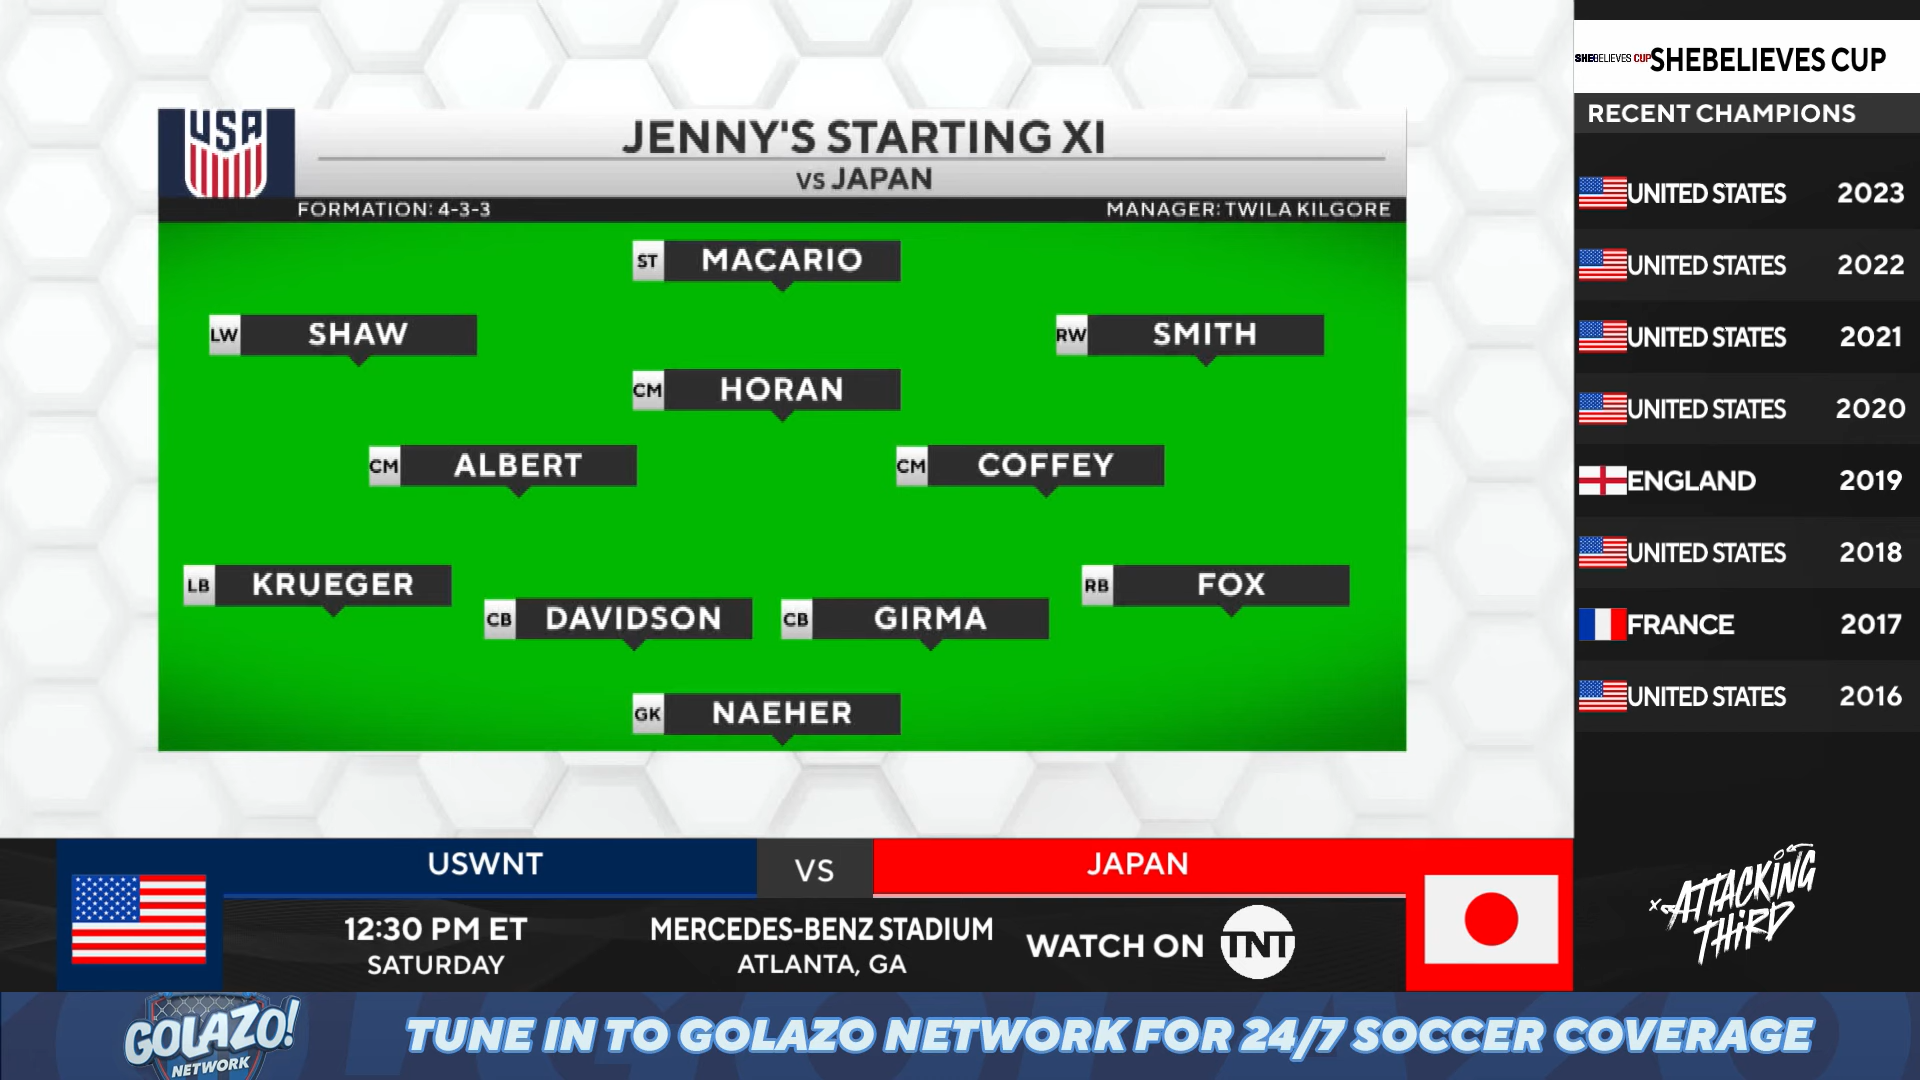 USA
JENNY'S STARTING XI
VS JAPAN
FORMATION: 4-3-3
MANAGER: TWILA KILGORE
ST MACARIO
LW SHAW
RW SMITH
CM HORAN
CM ALBERT
CM COFFEY
LB KRUEGER
RB FOX
CB DAVIDSON
CB GIRMA
GK NAEHER
SHEBELIEVES CUP SHEBELIEVES CUP
RECENT CHAMPIONS
UNITED STATES 2023
UNITED STATES 2022
UNITED STATES 2021
UNITED STATES 2020
ENGLAND 2019
UNITED STATES 2018
FRANCE 2017
UNITED STATES 2016
USWNT VS JAPAN
12:30 PM ET
SATURDAY
MERCEDES-BENZ STADIUM
ATLANTA, GA
WATCH ON TNT
ATTACKING
THIRD
GOLAZO!
NETWORK
TUNE IN TO GOLAZO NETWORK FOR 24/7 SOCCER COVERAGE